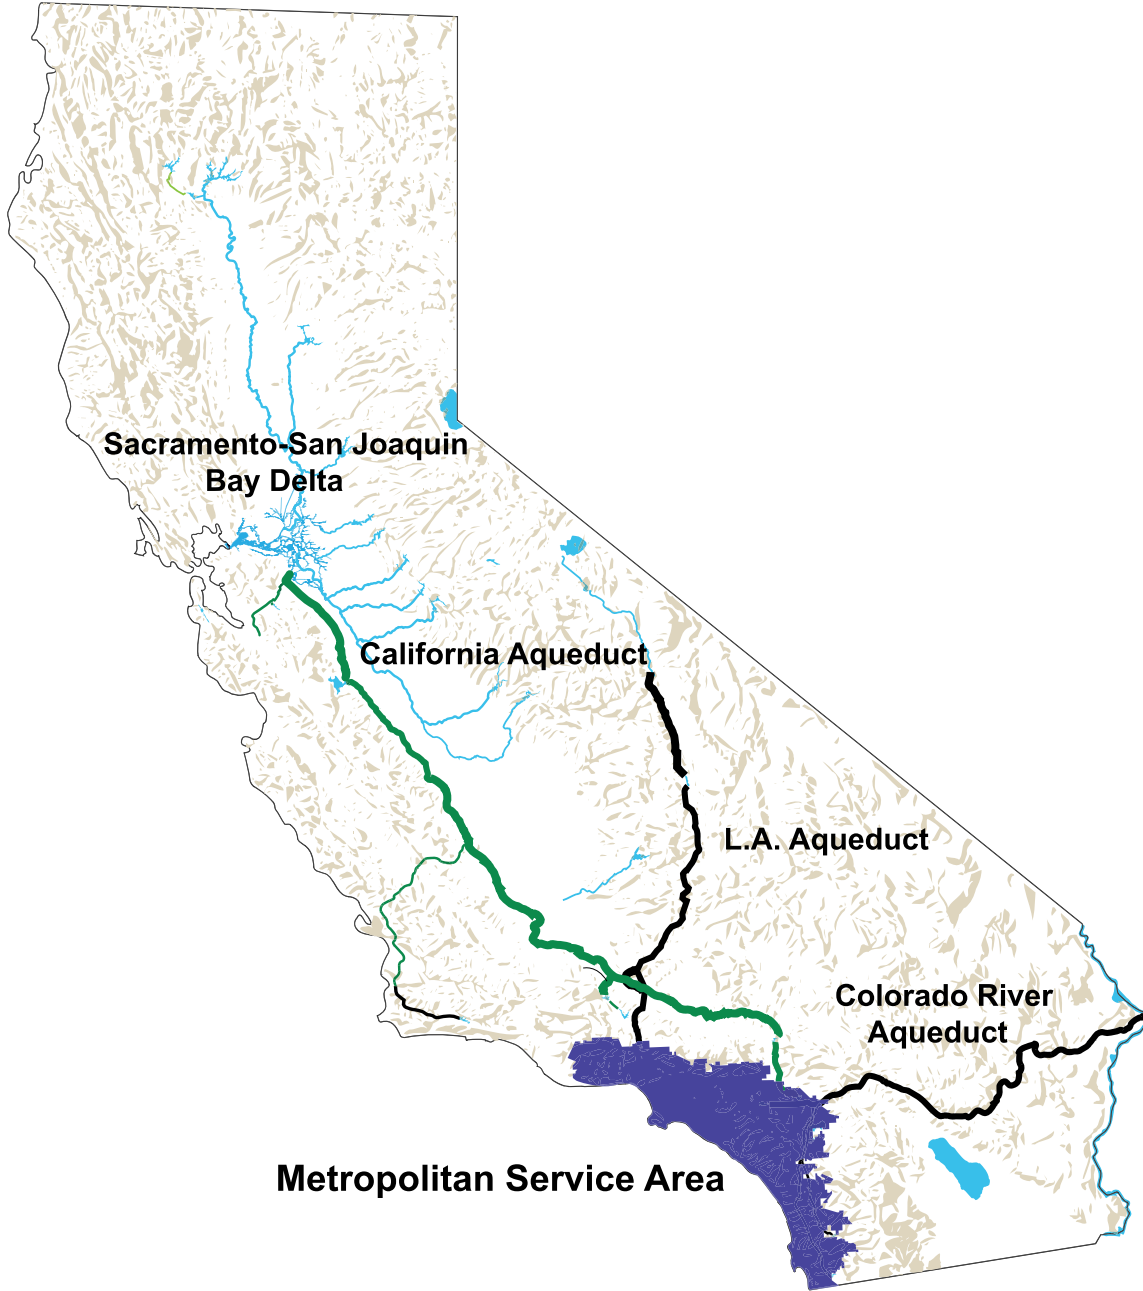 Sacramento-San Joaquin
Bay Delta
California Aqueduct
L.A. Aqueduct
Colorado River
Aqueduct
Metropolitan Service Area